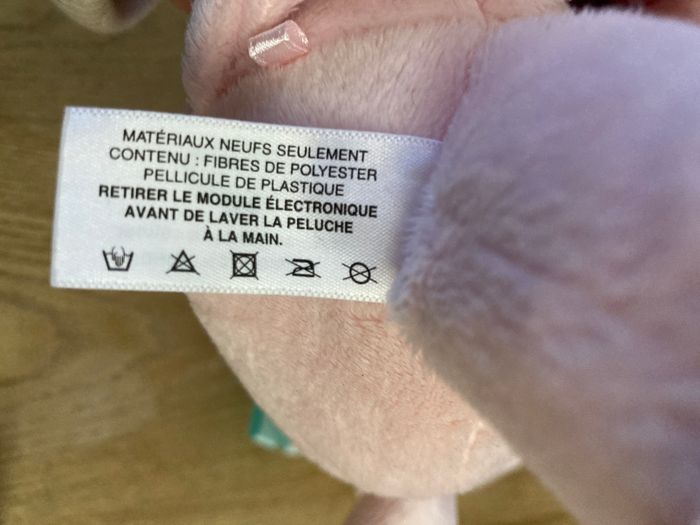 MATÉRIAUX NEUFS SEULEMENT
CONTENU : FIBRES DE POLYESTER
PELLICULE DE PLASTIQUE
RETIRER LE MODULE ÉLECTRONIQUE
AVANT DE LAVER LA PELUCHE
À LA MAIN.